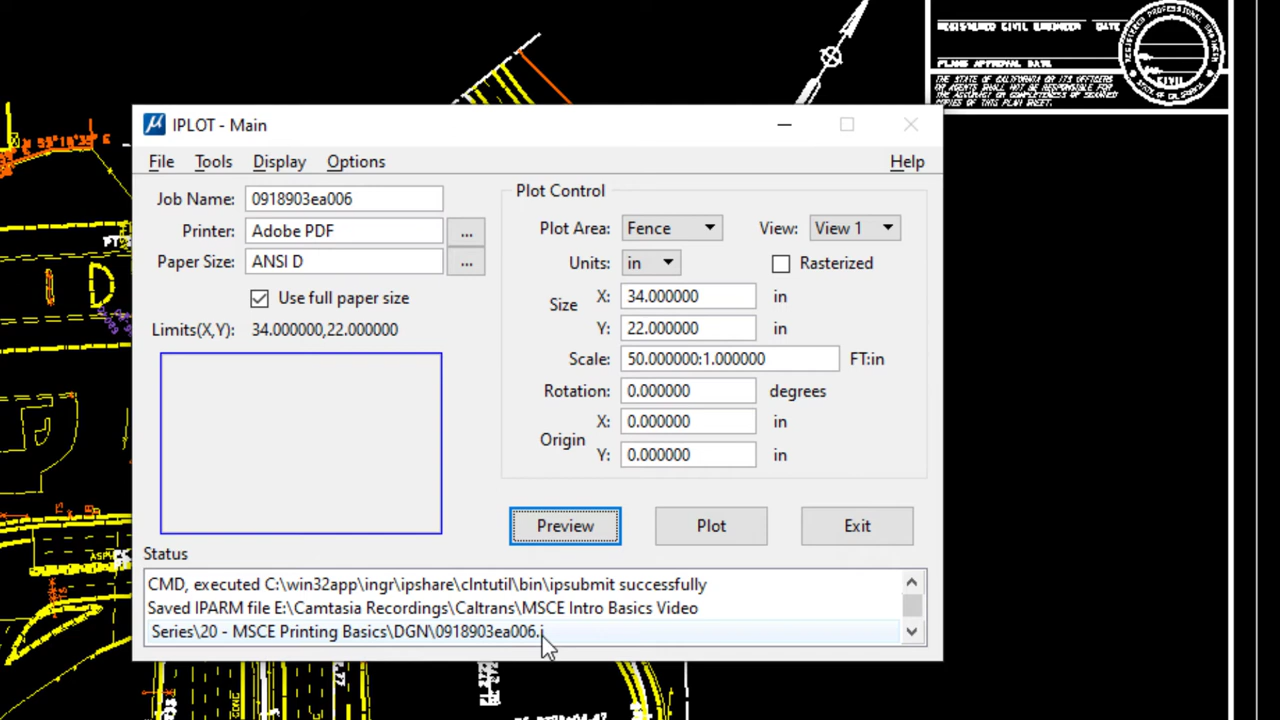 REGISTERED CIVIL ENGINEER DATE
PLANS APPROVAL DATE
THE STATE OF CALIFORNIA OR ITS OFFICERS
OR AGENTS SHALL NOT BE RESPONSIBLE FOR
THE ACCURACY OR COMPLETENESS OF SCANNED
COPIES OF THIS PLAN SHEET.
REGISTERED PROFESSIONAL ENGINEER
CIVIL
STATE OF CALIFORNIA
IPLOT - Main
File Tools Display Options Help
Job Name: 0918903ea006
Printer: Adobe PDF ...
Paper Size: ANSI D ...
Use full paper size
Limits(X,Y): 34.000000,22.000000
Plot Control
Plot Area: Fence View: View 1
Units: in Rasterized
Size X: 34.000000 in
Y: 22.000000 in
Scale: 50.000000:1.000000 FT:in
Rotation: 0.000000 degrees
Origin X: 0.000000 in
Y: 0.000000 in
Preview Plot Exit
Status
CMD, executed C:\win32app\ingr\ipshare\clntutil\bin\ipsubmit successfully
Saved IPARM file E:\Camtasia Recordings\Caltrans\MSCE Intro Basics Video
Series\20 - MSCE Printing Basics\DGN\0918903ea006.i